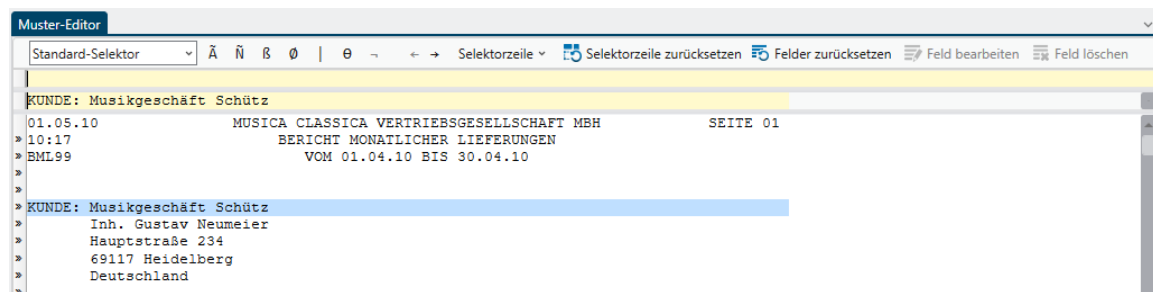 Muster-Editor
Standard-Selektor Ã Ñ ß Ø | θ ¬ ← → Selektorzeile Selektorzeile zurücksetzen Felder zurücksetzen Feld bearbeiten Feld löschen
KUNDE: Musikgeschäft Schütz
01.05.10 MUSICA CLASSICA VERTRIEBSGESELLSCHAFT MBH SEITE 01
» 10:17 BERICHT MONATLICHER LIEFERUNGEN
» BML99 VOM 01.04.10 BIS 30.04.10
»
»
» KUNDE: Musikgeschäft Schütz
» Inh. Gustav Neumeier
» Hauptstraße 234
» 69117 Heidelberg
» Deutschland
»